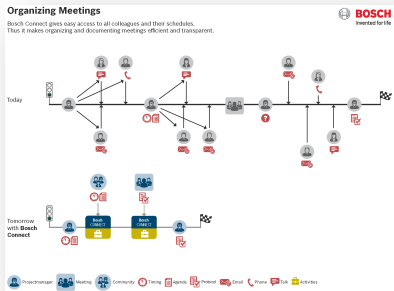 Organizing Meetings
BOSCH
Invented for life
Bosch Connect gives easy access to all colleagues and their schedules.
Thus it makes organizing and documenting meetings efficient and transparent.
Today
Tomorrow
with Bosch
Connect
Bosch
CONNECT
Bosch
CONNECT
Projectmanager Meeting Community Timing Agenda Protocol Email Phone Talk Activities